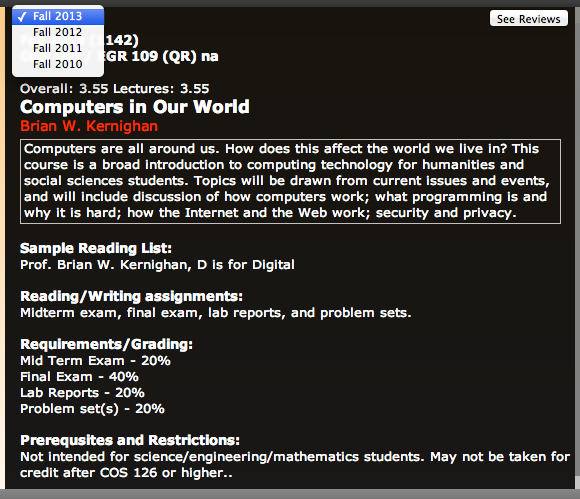 ✓ Fall 2013
Fall 2012
Fall 2011
Fall 2010
See Reviews
142)
EGR 109 (QR) na
Overall: 3.55 Lectures: 3.55
Computers in Our World
Brian W. Kernighan
Computers are all around us. How does this affect the world we live in? This
course is a broad introduction to computing technology for humanities and
social sciences students. Topics will be drawn from current issues and events,
and will include discussion of how computers work; what programming is and
why it is hard; how the Internet and the Web work; security and privacy.
Sample Reading List:
Prof. Brian W. Kernighan, D is for Digital
Reading/Writing assignments:
Midterm exam, final exam, lab reports, and problem sets.
Requirements/Grading:
Mid Term Exam - 20%
Final Exam - 40%
Lab Reports - 20%
Problem set(s) - 20%
Prerequsites and Restrictions:
Not intended for science/engineering/mathematics students. May not be taken for
credit after COS 126 or higher..